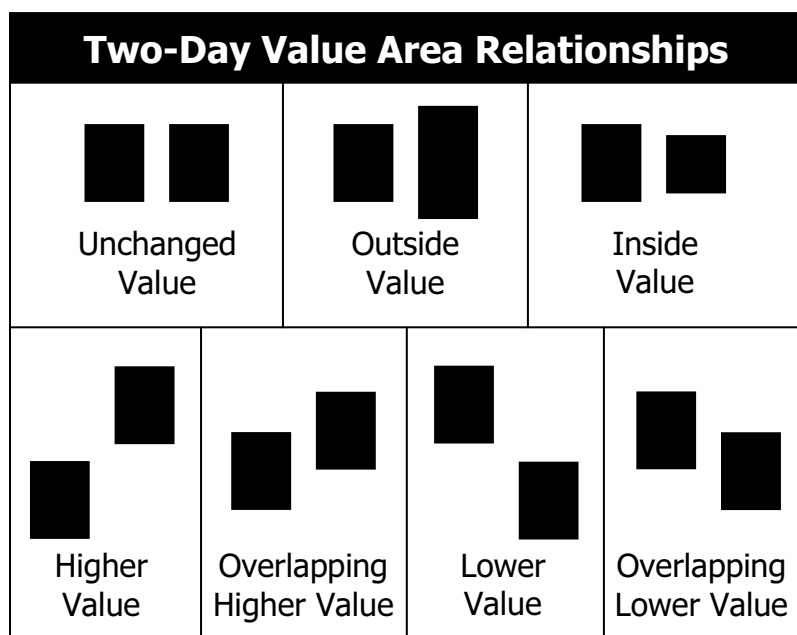 Two-Day Value Area Relationships
Unchanged
Value
Outside
Value
Inside
Value
Higher
Value
Overlapping
Higher Value
Lower
Value
Overlapping
Lower Value